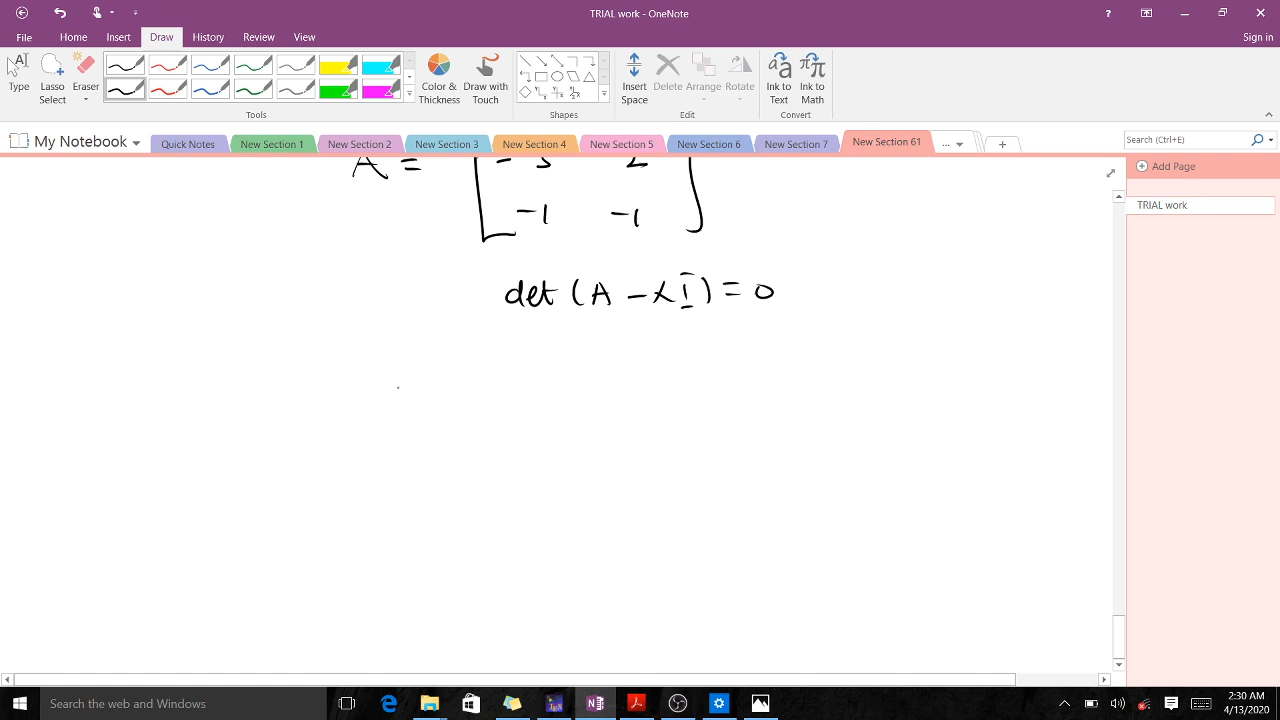 TRIAL work - OneNote
File Home Insert Draw History Review View Sign in
Type Lasso Select Eraser Color & Thickness Draw with Touch Insert Space Delete Arrange Rotate Ink to Text Ink to Math
Tools Shapes Edit Convert
My Notebook Quick Notes New Section 1 New Section 2 New Section 3 New Section 4 New Section 5 New Section 6 New Section 7 New Section 61 ... Search (Ctrl+E)
Add Page
TRIAL work
A = [ -3 2
-1 -1 ]
det (A - λI) = 0
Search the web and Windows
2:30 AM
4/13/2020